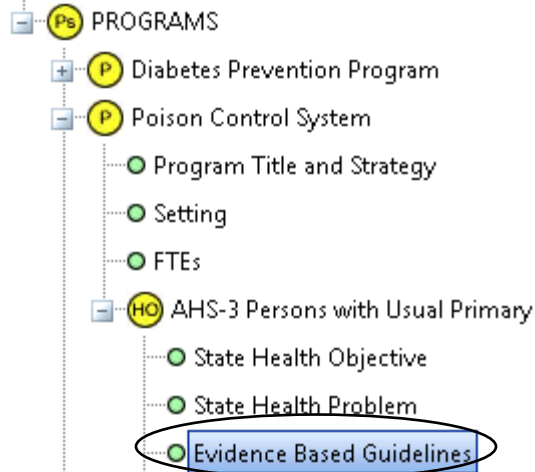 Ps PROGRAMS
P Diabetes Prevention Program
P Poison Control System
Program Title and Strategy
Setting
FTEs
HO AHS-3 Persons with Usual Primary
State Health Objective
State Health Problem
Evidence Based Guidelines